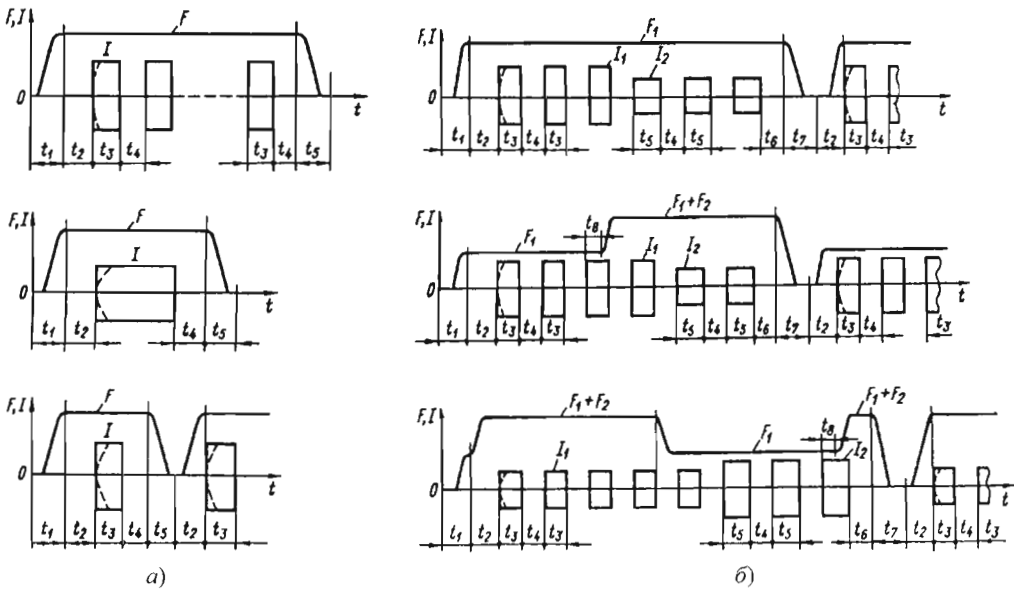 F,I F I 0 t
t₁ t₂ t₃ t₄ t₃ t₄ t₅
F,I F I 0 t
t₁ t₂ t₄ t₅
F,I F I 0 t
t₁ t₂ t₃ t₄ t₅ t₂ t₃
а)
F,I F₁ I₁ I₂ 0 t
t₁ t₂ t₃ t₄ t₃ t₅ t₄ t₅ t₆ t₇ t₂ t₃ t₄ t₃
F,I F₁ t₈ F₁+F₂ I₁ I₂ 0 t
t₁ t₂ t₃ t₄ t₃ t₅ t₄ t₅ t₆ t₇ t₂ t₃ t₄ t₃
F,I F₁+F₂ I₁ F₁ t₈ F₁+F₂ I₂ 0 t
t₁ t₂ t₃ t₄ t₃ t₅ t₄ t₅ t₆ t₇ t₂ t₃ t₄ t₃
б)